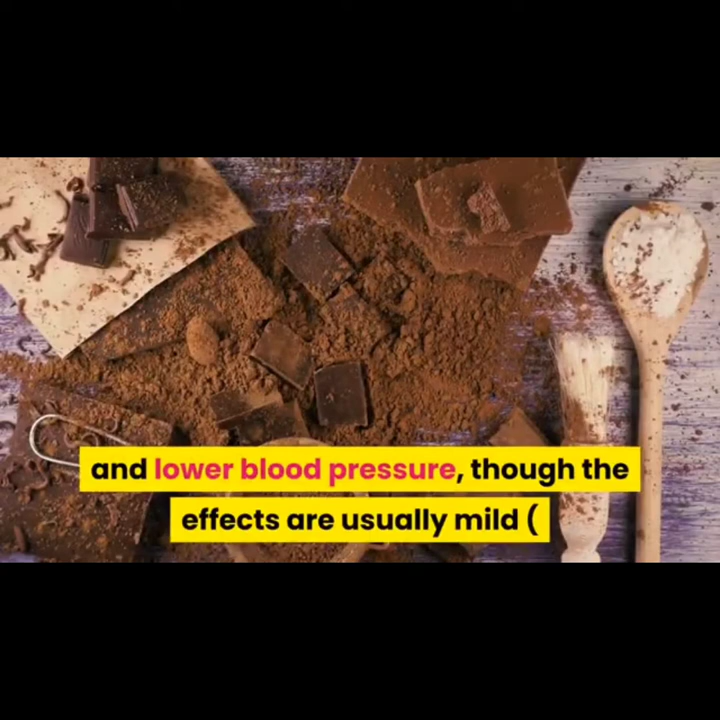 and lower blood pressure, though the
effects are usually mild (